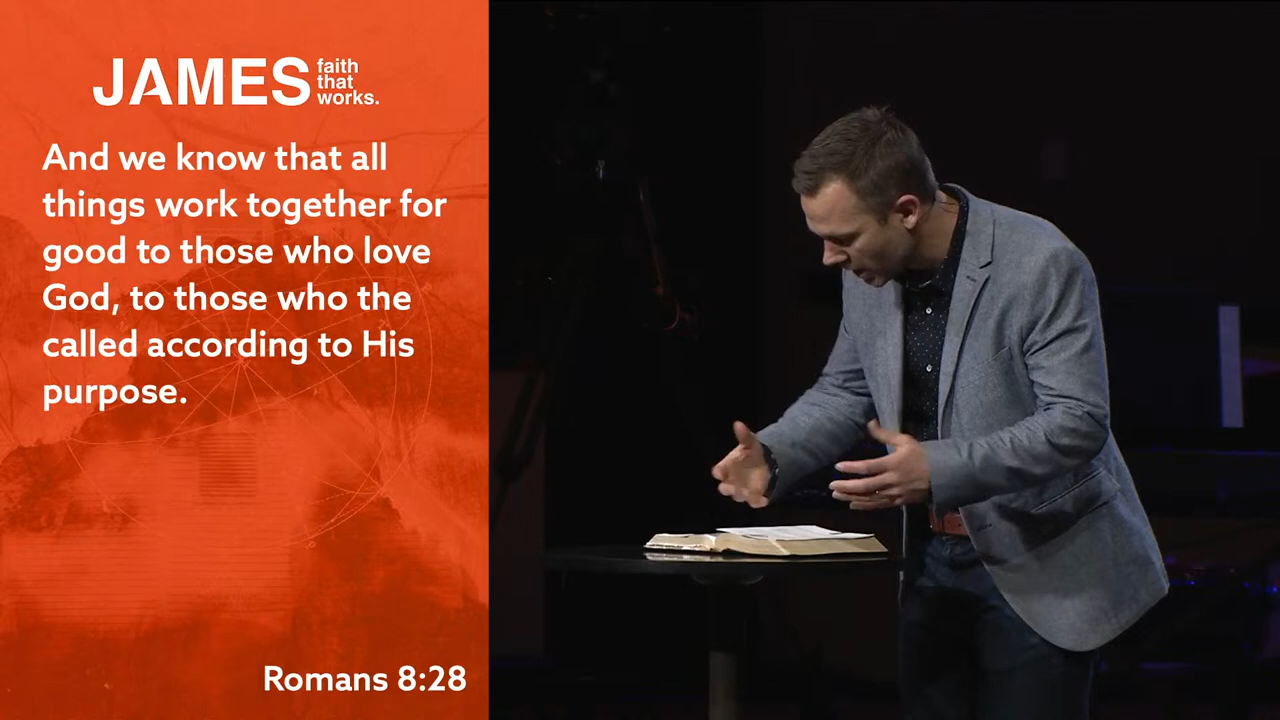 JAMES
faith
that
works.
And we know that all
things work together for
good to those who love
God, to those who the
called according to His
purpose.
Romans 8:28